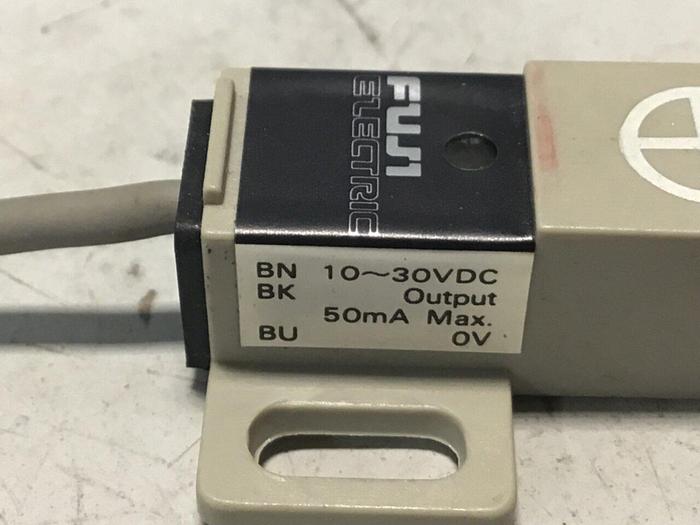 FUJI
ELECTRIC
BN 10~30VDC
BK Output
50mA Max.
BU 0V